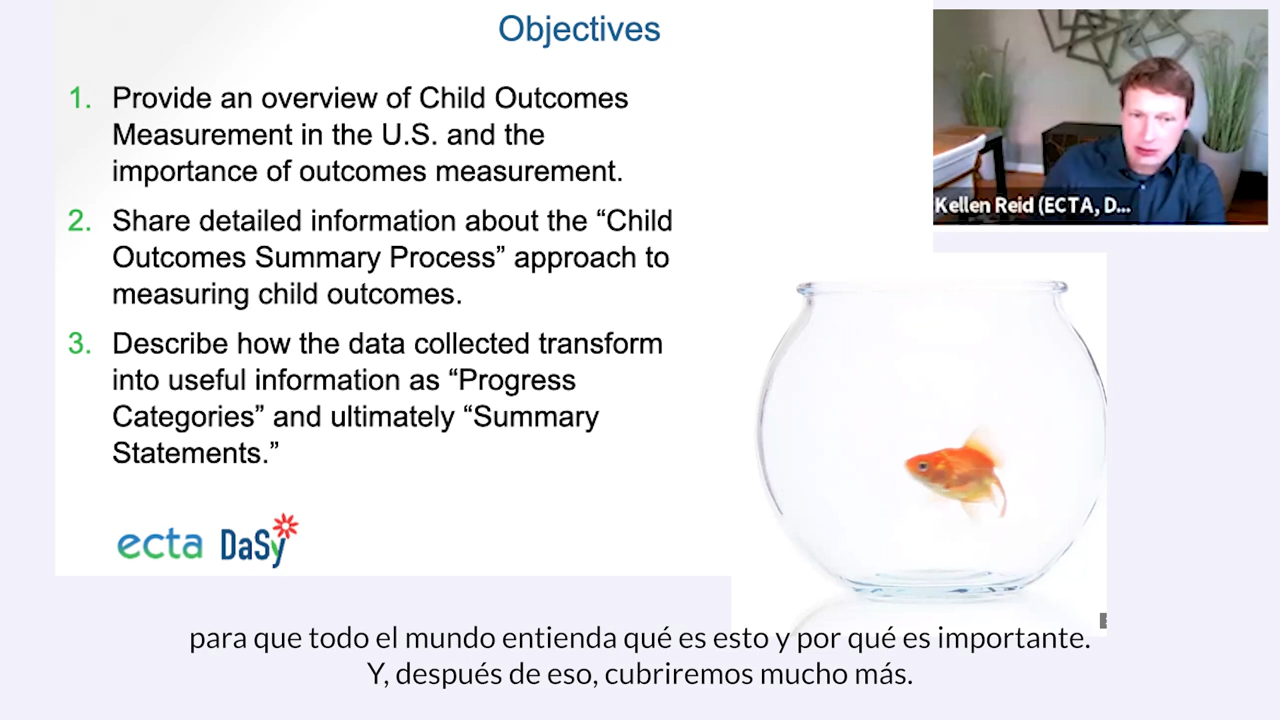 Objectives
1. Provide an overview of Child Outcomes
Measurement in the U.S. and the
importance of outcomes measurement.
2. Share detailed information about the “Child
Outcomes Summary Process” approach to
measuring child outcomes.
3. Describe how the data collected transform
into useful information as “Progress
Categories” and ultimately “Summary
Statements.”
ecta DaSy
Kellen Reid (ECTA, D...
para que todo el mundo entienda qué es esto y por qué es importante.
Y, después de eso, cubriremos mucho más.